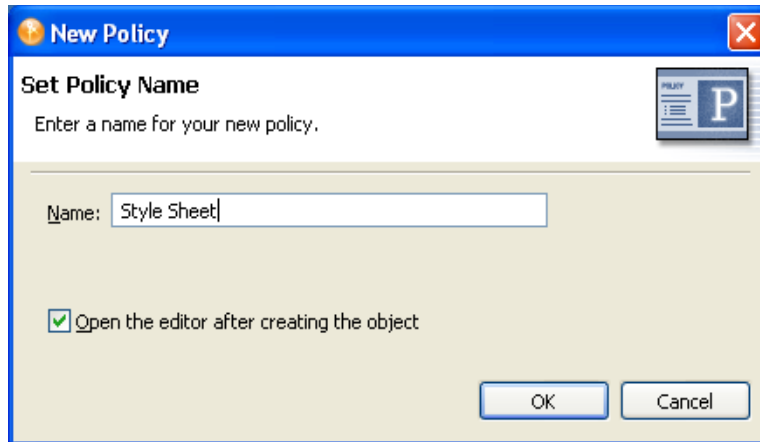 New Policy
Set Policy Name
Enter a name for your new policy.
POLICY
P
Name: Style Sheet
Open the editor after creating the object
OK Cancel